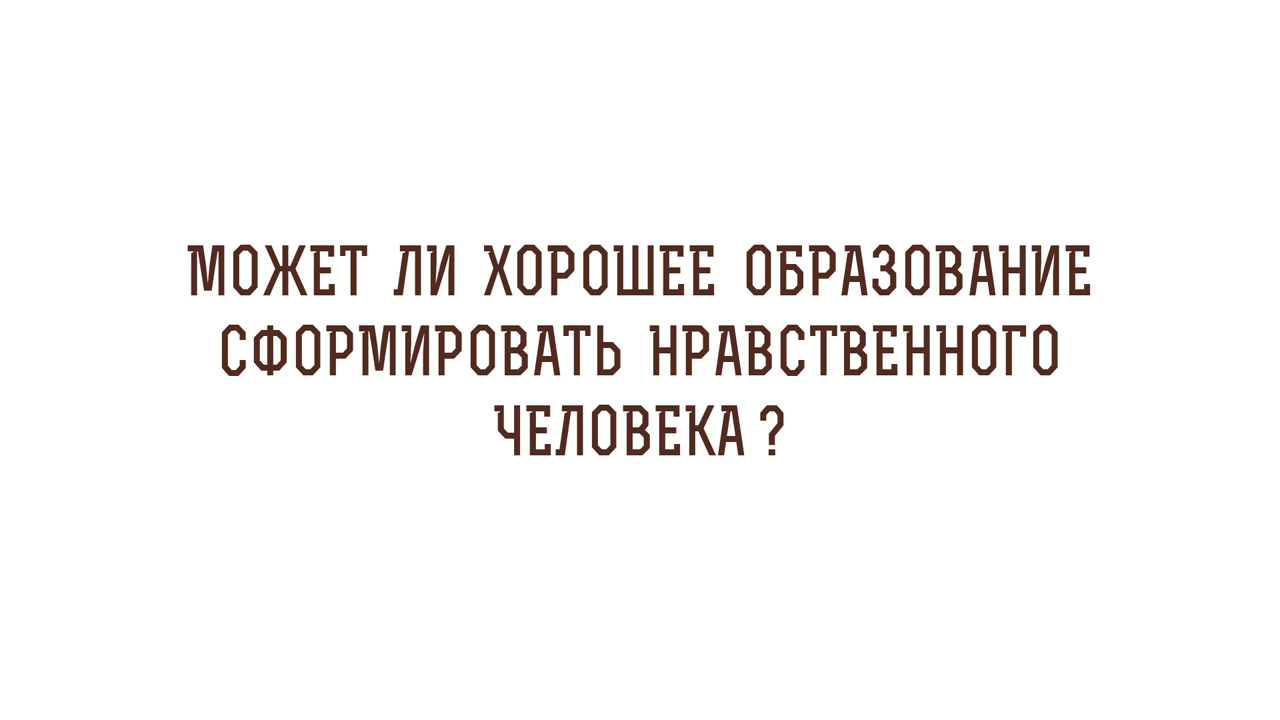 МОЖЕТ ЛИ ХОРОШЕЕ ОБРАЗОВАНИЕ
СФОРМИРОВАТЬ НРАВСТВЕННОГО
ЧЕЛОВЕКА ?